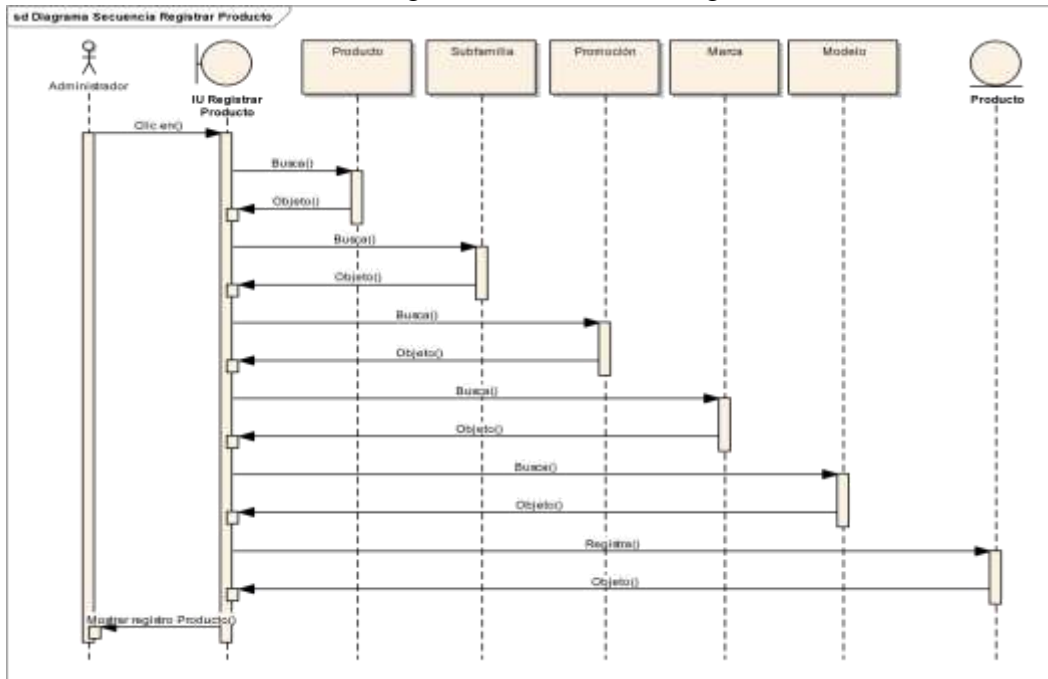 sd Diagrama Secuencia Registrar Producto
Administrador
IU Registrar
Producto
Producto
Subfamilia
Promoción
Marca
Modelo
Producto
Clic en()
Busca()
Objeto()
Busca()
Objeto()
Busca()
Objeto()
Busca()
Objeto()
Busca()
Objeto()
Registra()
Objeto()
Mostrar registro Producto()